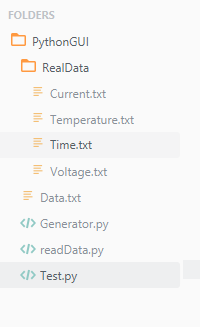 FOLDERS
PythonGUI
RealData
Current.txt
Temperature.txt
Time.txt
Voltage.txt
Data.txt
Generator.py
readData.py
Test.py